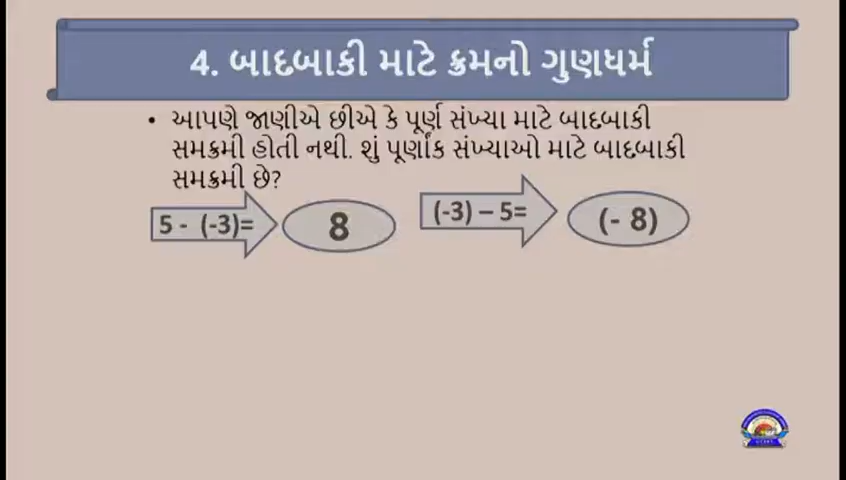 4. બાદબાકી માટે ક્રમનો ગુણધર્મ
• આપણે જાણીએ છીએ કે પૂર્ણ સંખ્યા માટે બાદબાકી
સમક્રમી હોતી નથી. શું પૂર્ણાંક સંખ્યાઓ માટે બાદબાકી
સમક્રમી છે?
5 - (-3)= 8 (-3) – 5= (- 8)